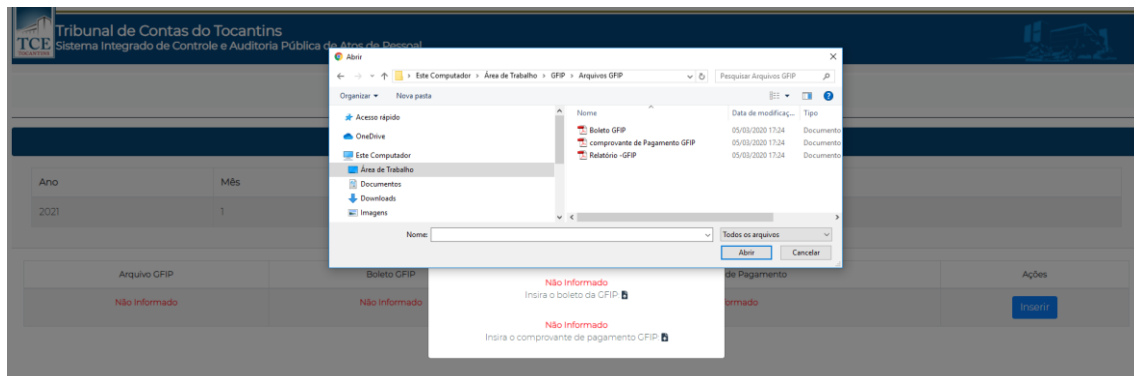 TCE
TOCANTINS
Tribunal de Contas do Tocantins
Sistema Integrado de Controle e Auditoria Pública de Atos de Pessoal
Abrir
Este Computador > Área de Trabalho > GFIP > Arquivos GFIP
Pesquisar Arquivos GFIP
Organizar
Nova pasta
Acesso rápido
OneDrive
Este Computador
Área de Trabalho
Documentos
Downloads
Imagens
Nome Data de modificaç... Tipo
Boleto GFIP 05/03/2020 17:24 Documento
comprovante de Pagamento GFIP 05/03/2020 17:24 Documento
Relatório -GFIP 05/03/2020 17:24 Documento
Nome:
Todos os arquivos
Abrir Cancelar
Ano Mês
2021 1
Arquivo GFIP Boleto GFIP de Pagamento Ações
Não Informado Não Informado ormado Inserir
Não Informado
Insira o boleto da GFIP:
Não Informado
Insira o comprovante de pagamento GFIP: